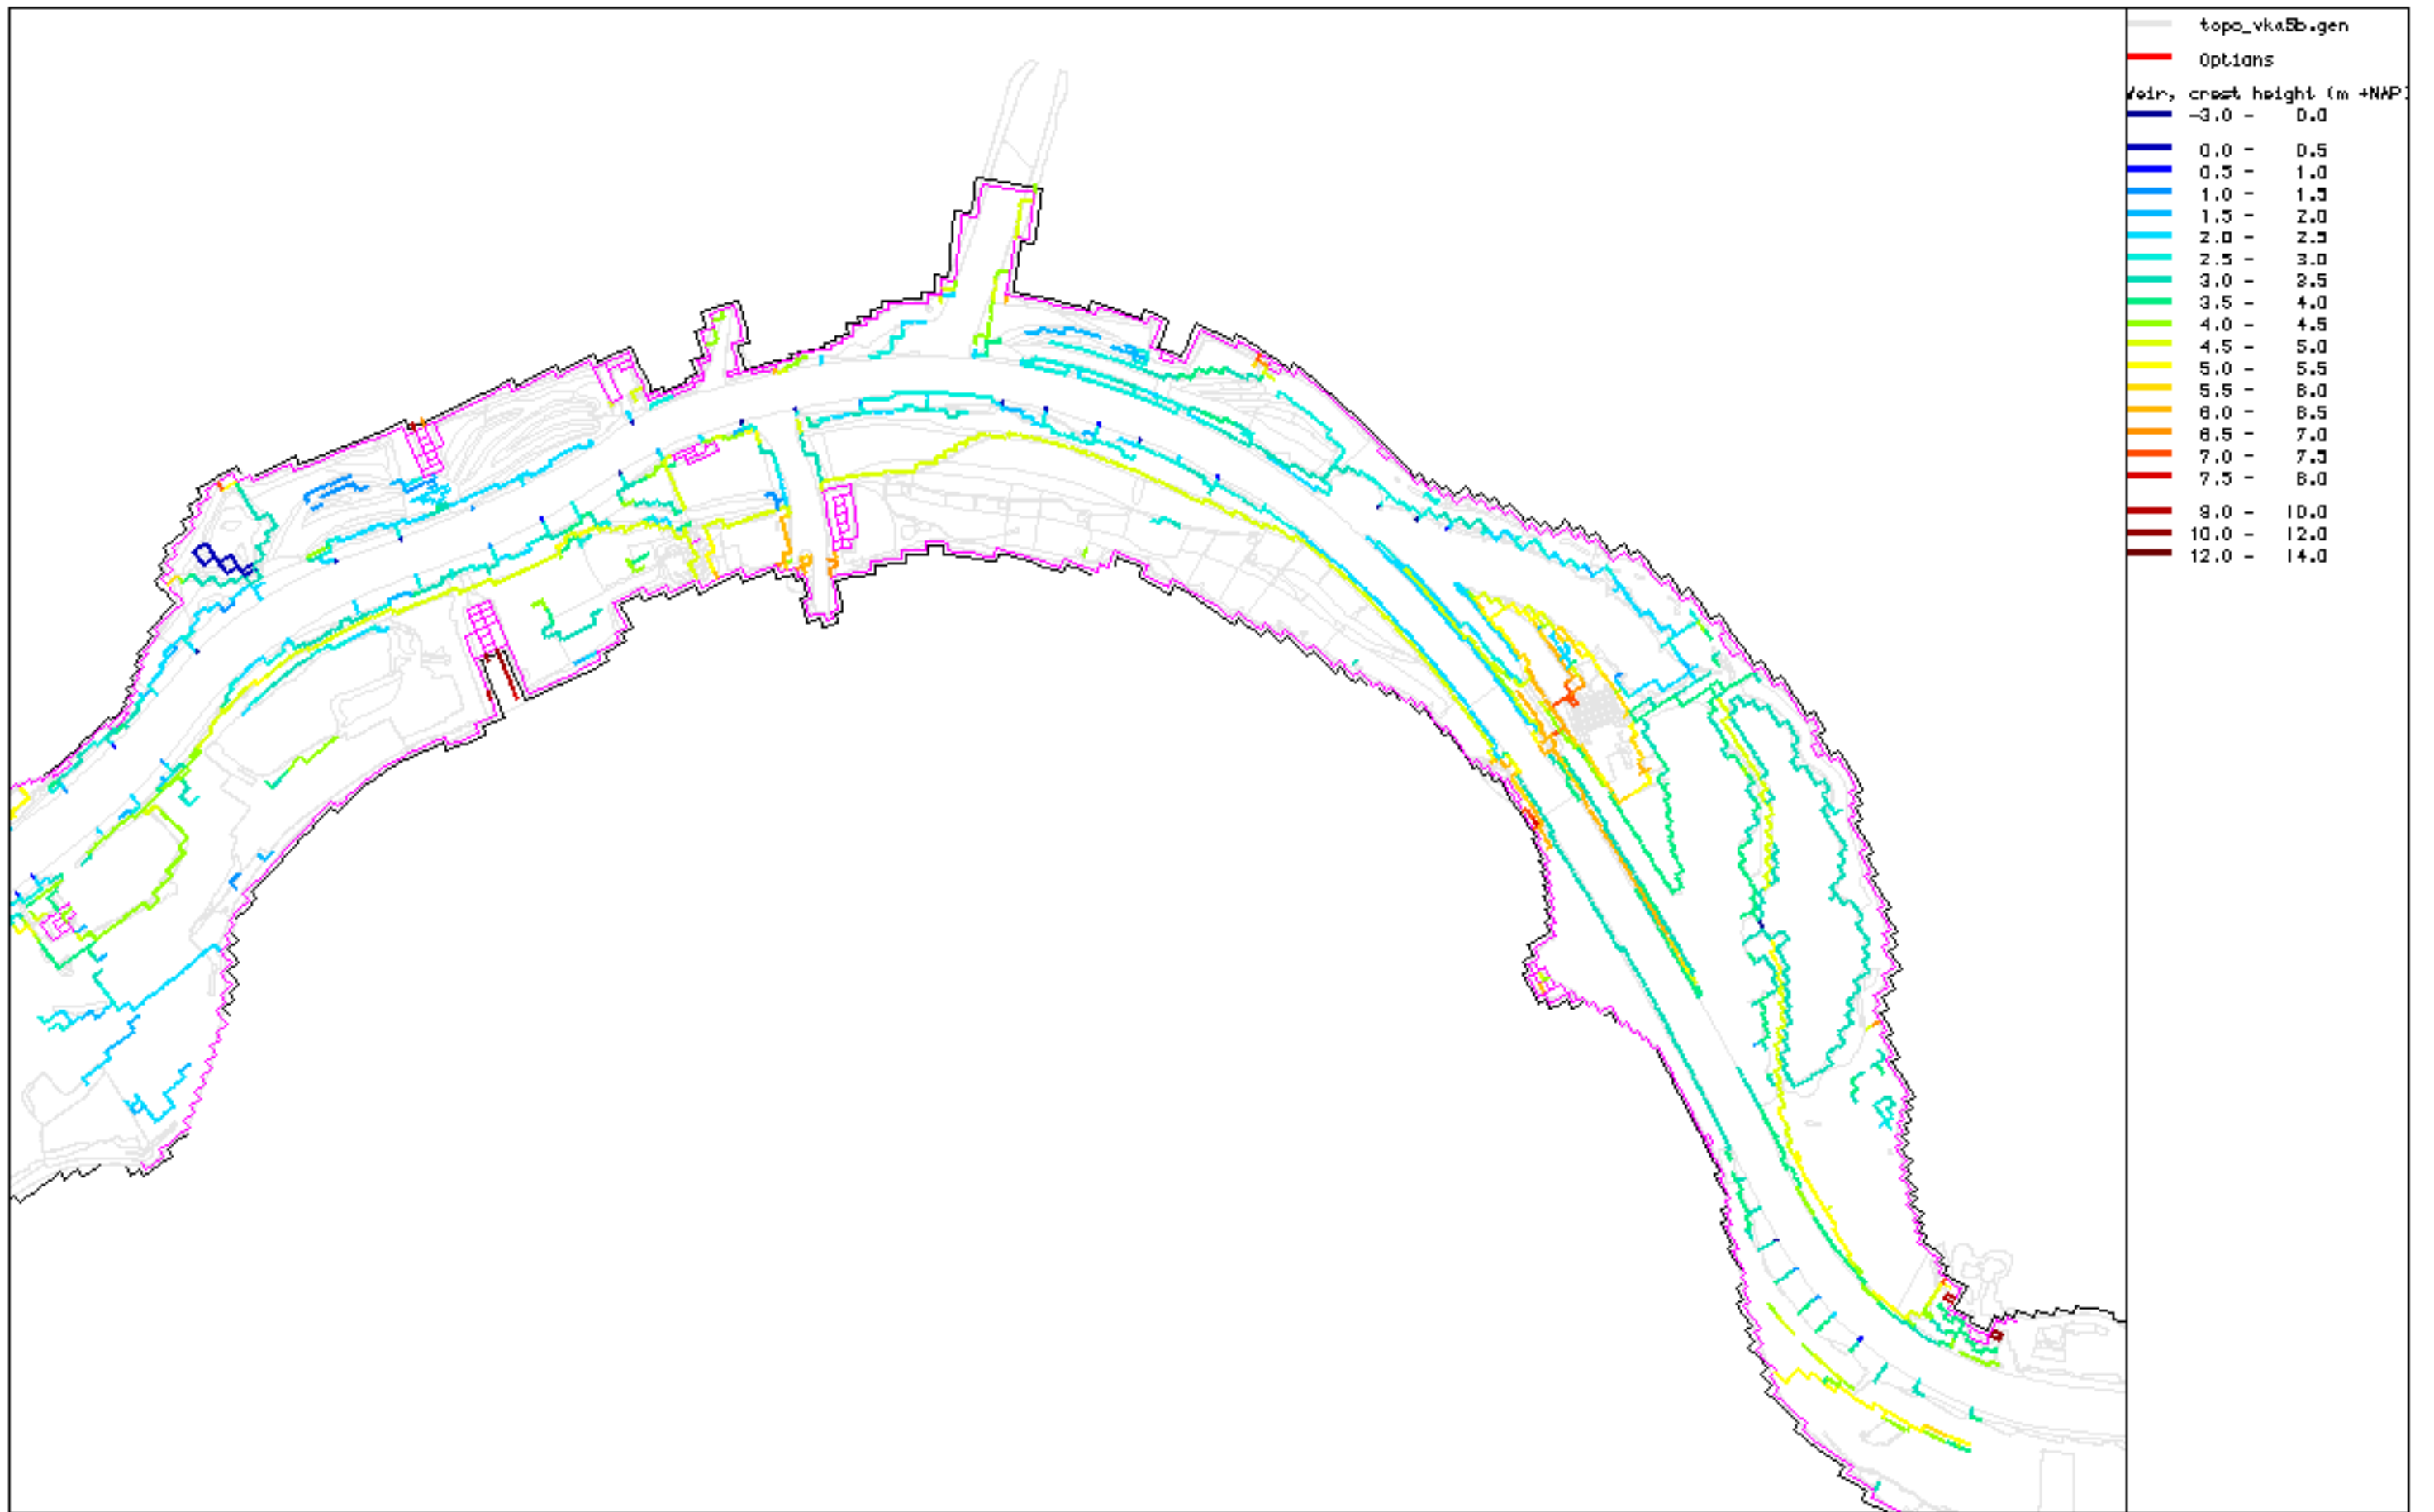 topo_vka5b.gen
Options
Weir, crest height (m +NAP)
-3.0 - 0.0
0.0 - 0.5
0.5 - 1.0
1.0 - 1.5
1.5 - 2.0
2.0 - 2.5
2.5 - 3.0
3.0 - 3.5
3.5 - 4.0
4.0 - 4.5
4.5 - 5.0
5.0 - 5.5
5.5 - 6.0
6.0 - 6.5
6.5 - 7.0
7.0 - 7.5
7.5 - 8.0
9.0 - 10.0
10.0 - 12.0
12.0 - 14.0